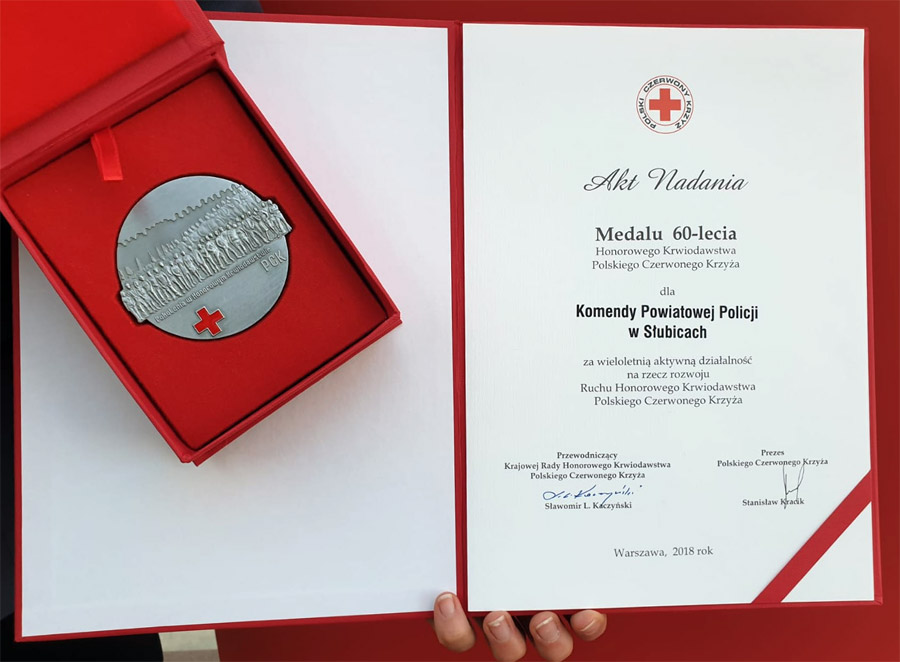 POLSKI CZERWONY KRZYŻ
Akt Nadania
Medalu 60-lecia
Honorowego Krwiodawstwa
Polskiego Czerwonego Krzyża
dla
Komendy Powiatowej Policji
w Słubicach
za wieloletnią aktywną działalność
na rzecz rozwoju
Ruchu Honorowego Krwiodawstwa
Polskiego Czerwonego Krzyża
Przewodniczący
Krajowej Rady Honorowego Krwiodawstwa
Polskiego Czerwonego Krzyża
Sławomir L. Kaczyński
Prezes
Polskiego Czerwonego Krzyża
Stanisław Kracik
Warszawa, 2018 rok
PCK